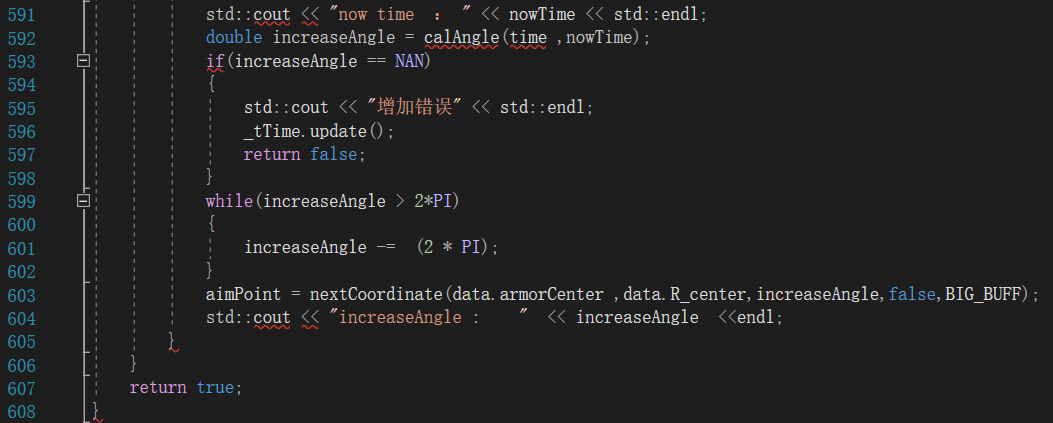 591 std::cout << "now time ： " << nowTime << std::endl;
592 double increaseAngle = calAngle(time ,nowTime);
593 if(increaseAngle == NAN)
594 {
595 std::cout << "增加错误" << std::endl;
596 _tTime.update();
597 return false;
598 }
599 while(increaseAngle > 2*PI)
600 {
601 increaseAngle -=  (2 * PI);
602 }
603 aimPoint = nextCoordinate(data.armorCenter ,data.R_center,increaseAngle,false,BIG_BUFF);
604 std::cout << "increaseAngle :    "  << increaseAngle  <<endl;
605 }
606 }
607 return true;
608 }